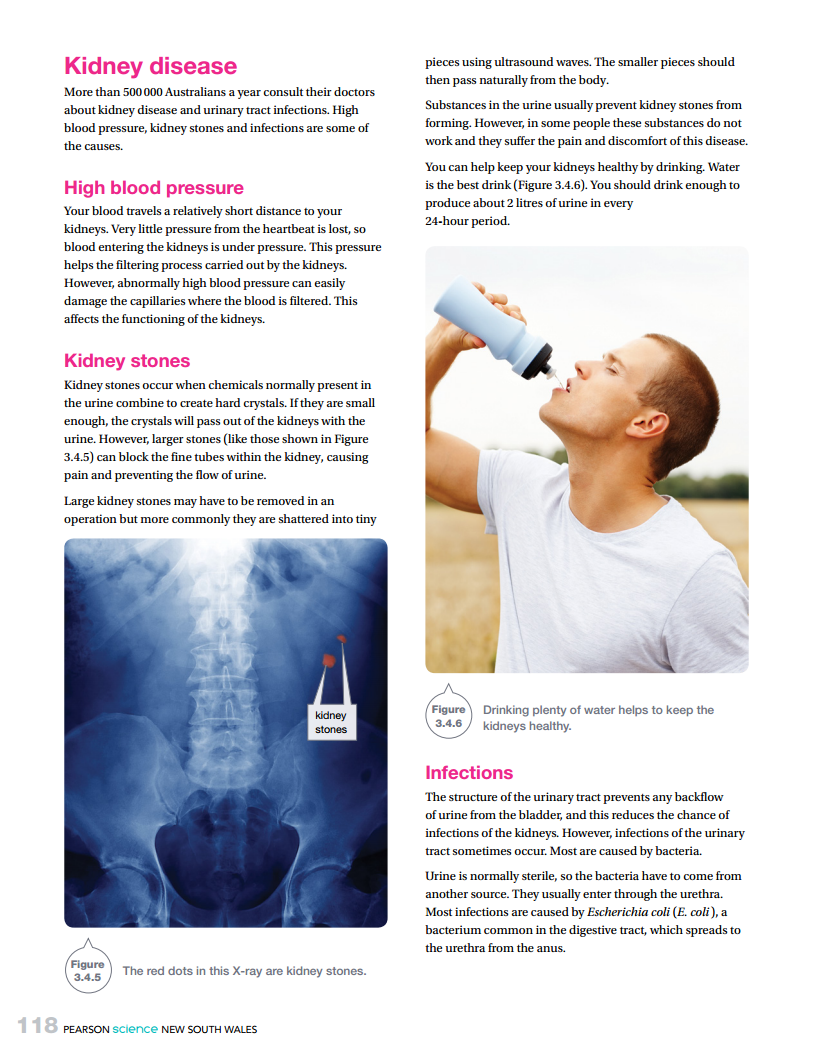 Kidney disease
More than 500 000 Australians a year consult their doctors
about kidney disease and urinary tract infections. High
blood pressure, kidney stones and infections are some of
the causes.
High blood pressure
Your blood travels a relatively short distance to your
kidneys. Very little pressure from the heartbeat is lost, so
blood entering the kidneys is under pressure. This pressure
helps the filtering process carried out by the kidneys.
However, abnormally high blood pressure can easily
damage the capillaries where the blood is filtered. This
affects the functioning of the kidneys.
Kidney stones
Kidney stones occur when chemicals normally present in
the urine combine to create hard crystals. If they are small
enough, the crystals will pass out of the kidneys with the
urine. However, larger stones (like those shown in Figure
3.4.5) can block the fine tubes within the kidney, causing
pain and preventing the flow of urine.
Large kidney stones may have to be removed in an
operation but more commonly they are shattered into tiny
kidney
stones
Figure
3.4.5
The red dots in this X-ray are kidney stones.
pieces using ultrasound waves. The smaller pieces should
then pass naturally from the body.
Substances in the urine usually prevent kidney stones from
forming. However, in some people these substances do not
work and they suffer the pain and discomfort of this disease.
You can help keep your kidneys healthy by drinking. Water
is the best drink (Figure 3.4.6). You should drink enough to
produce about 2 litres of urine in every
24-hour period.
Figure
3.4.6
Drinking plenty of water helps to keep the
kidneys healthy.
Infections
The structure of the urinary tract prevents any backflow
of urine from the bladder, and this reduces the chance of
infections of the kidneys. However, infections of the urinary
tract sometimes occur. Most are caused by bacteria.
Urine is normally sterile, so the bacteria have to come from
another source. They usually enter through the urethra.
Most infections are caused by Escherichia coli (E. coli), a
bacterium common in the digestive tract, which spreads to
the urethra from the anus.
118 PEARSON science NEW SOUTH WALES